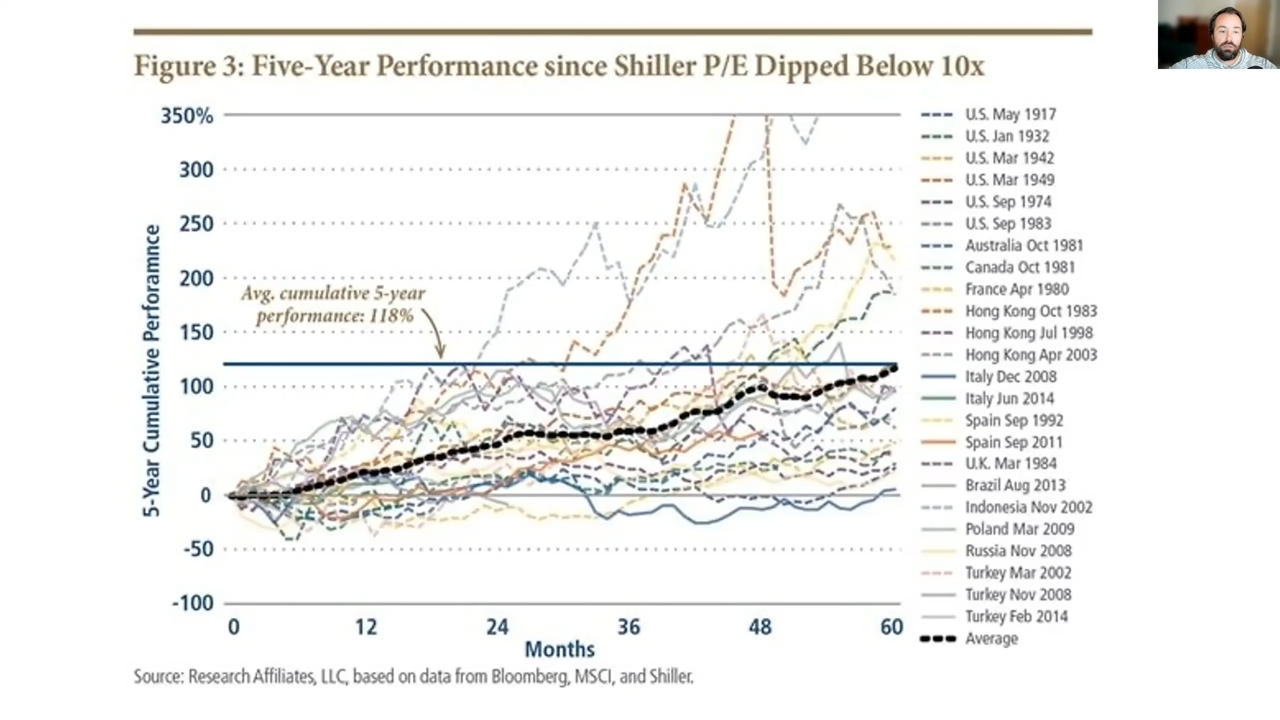 Figure 3: Five-Year Performance since Shiller P/E Dipped Below 10x
350%
300
250
200
150
100
50
0
-50
-100
5-Year Cumulative Perforamnce
Avg. cumulative 5-year
performance: 118%
0
12
24
36
48
60
Months
U.S. May 1917
U.S. Jan 1932
U.S. Mar 1942
U.S. Mar 1949
U.S. Sep 1974
U.S. Sep 1983
Australia Oct 1981
Canada Oct 1981
France Apr 1980
Hong Kong Oct 1983
Hong Kong Jul 1998
Hong Kong Apr 2003
Italy Dec 2008
Italy Jun 2014
Spain Sep 1992
Spain Sep 2011
U.K. Mar 1984
Brazil Aug 2013
Indonesia Nov 2002
Poland Mar 2009
Russia Nov 2008
Turkey Mar 2002
Turkey Nov 2008
Turkey Feb 2014
Average
Source: Research Affiliates, LLC, based on data from Bloomberg, MSCI, and Shiller.